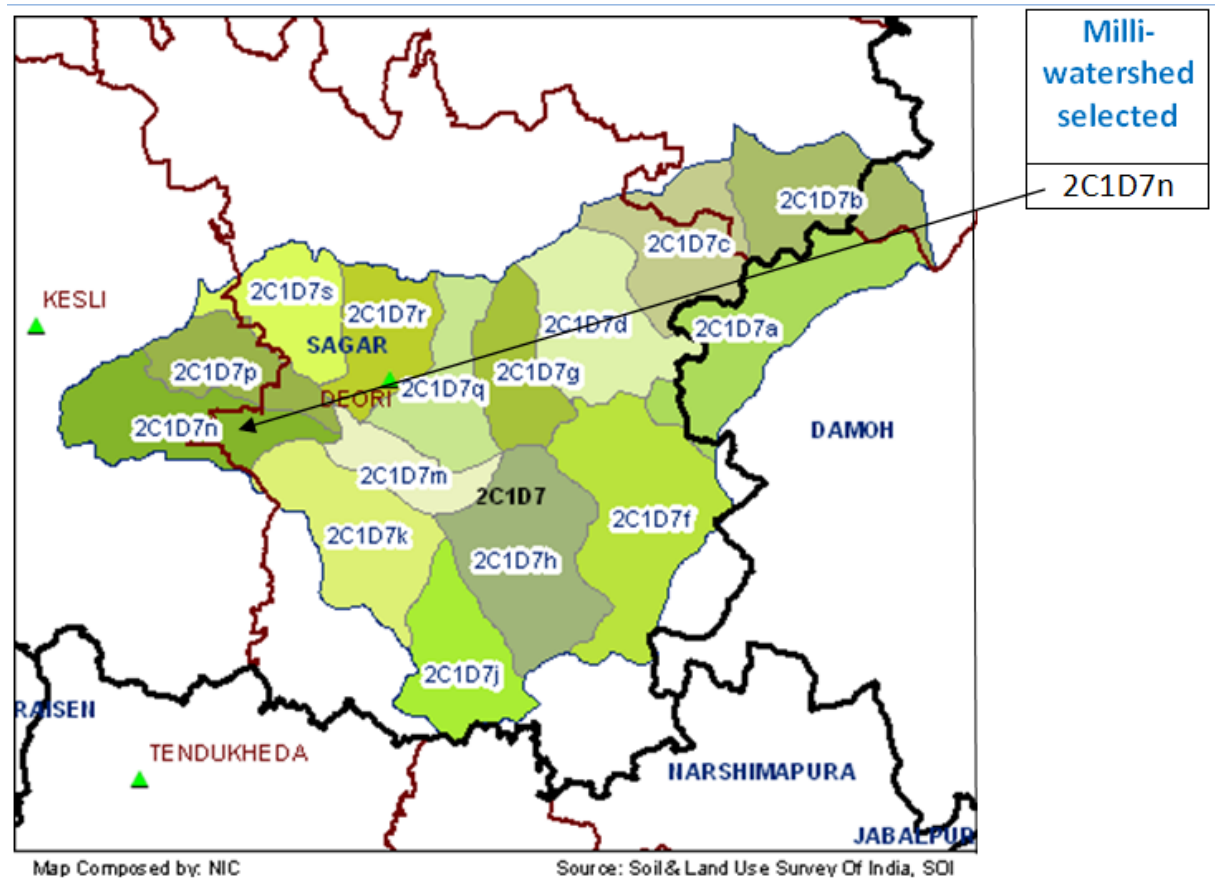 Milli-
watershed
selected
2C1D7n
2C1D7b
2C1D7c
2C1D7s
KESLI
2C1D7r
2C1D7d
2C1D7a
SAGAR
2C1D7p
2C1D7g
DEORI
2C1D7q
2C1D7n
DAMOH
2C1D7m
2C1D7
2C1D7f
2C1D7k
2C1D7h
2C1D7j
RAISEN
TENDUKHEDA
NARSHIMAPURA
JABALPUR
Map Composed by: NIC
Source: Soil & Land Use Survey Of India, SOI